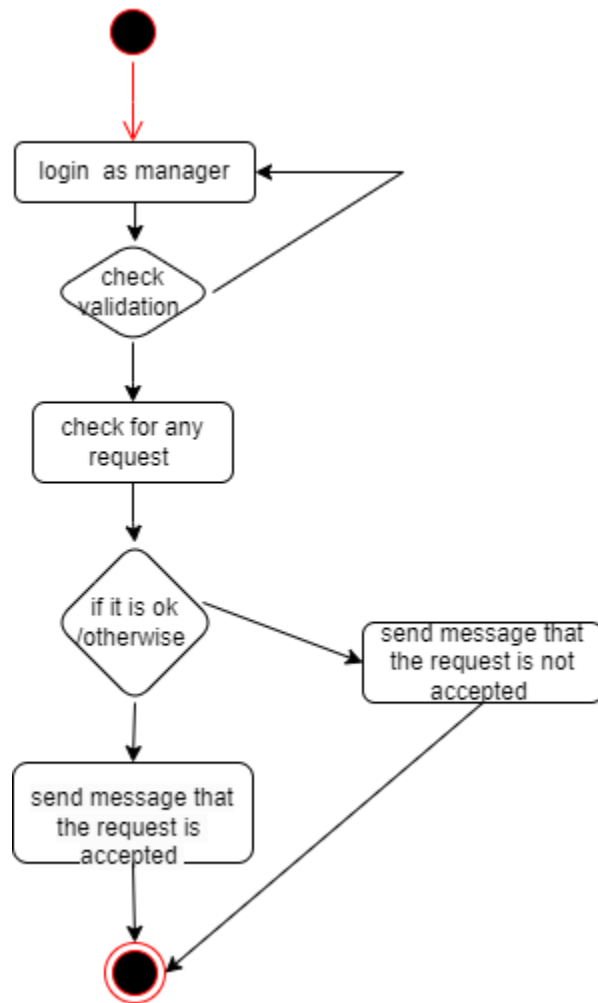 login as manager
check
validation
check for any
request
if it is ok
/otherwise
send message that
the request is not
accepted
send message that
the request is
accepted